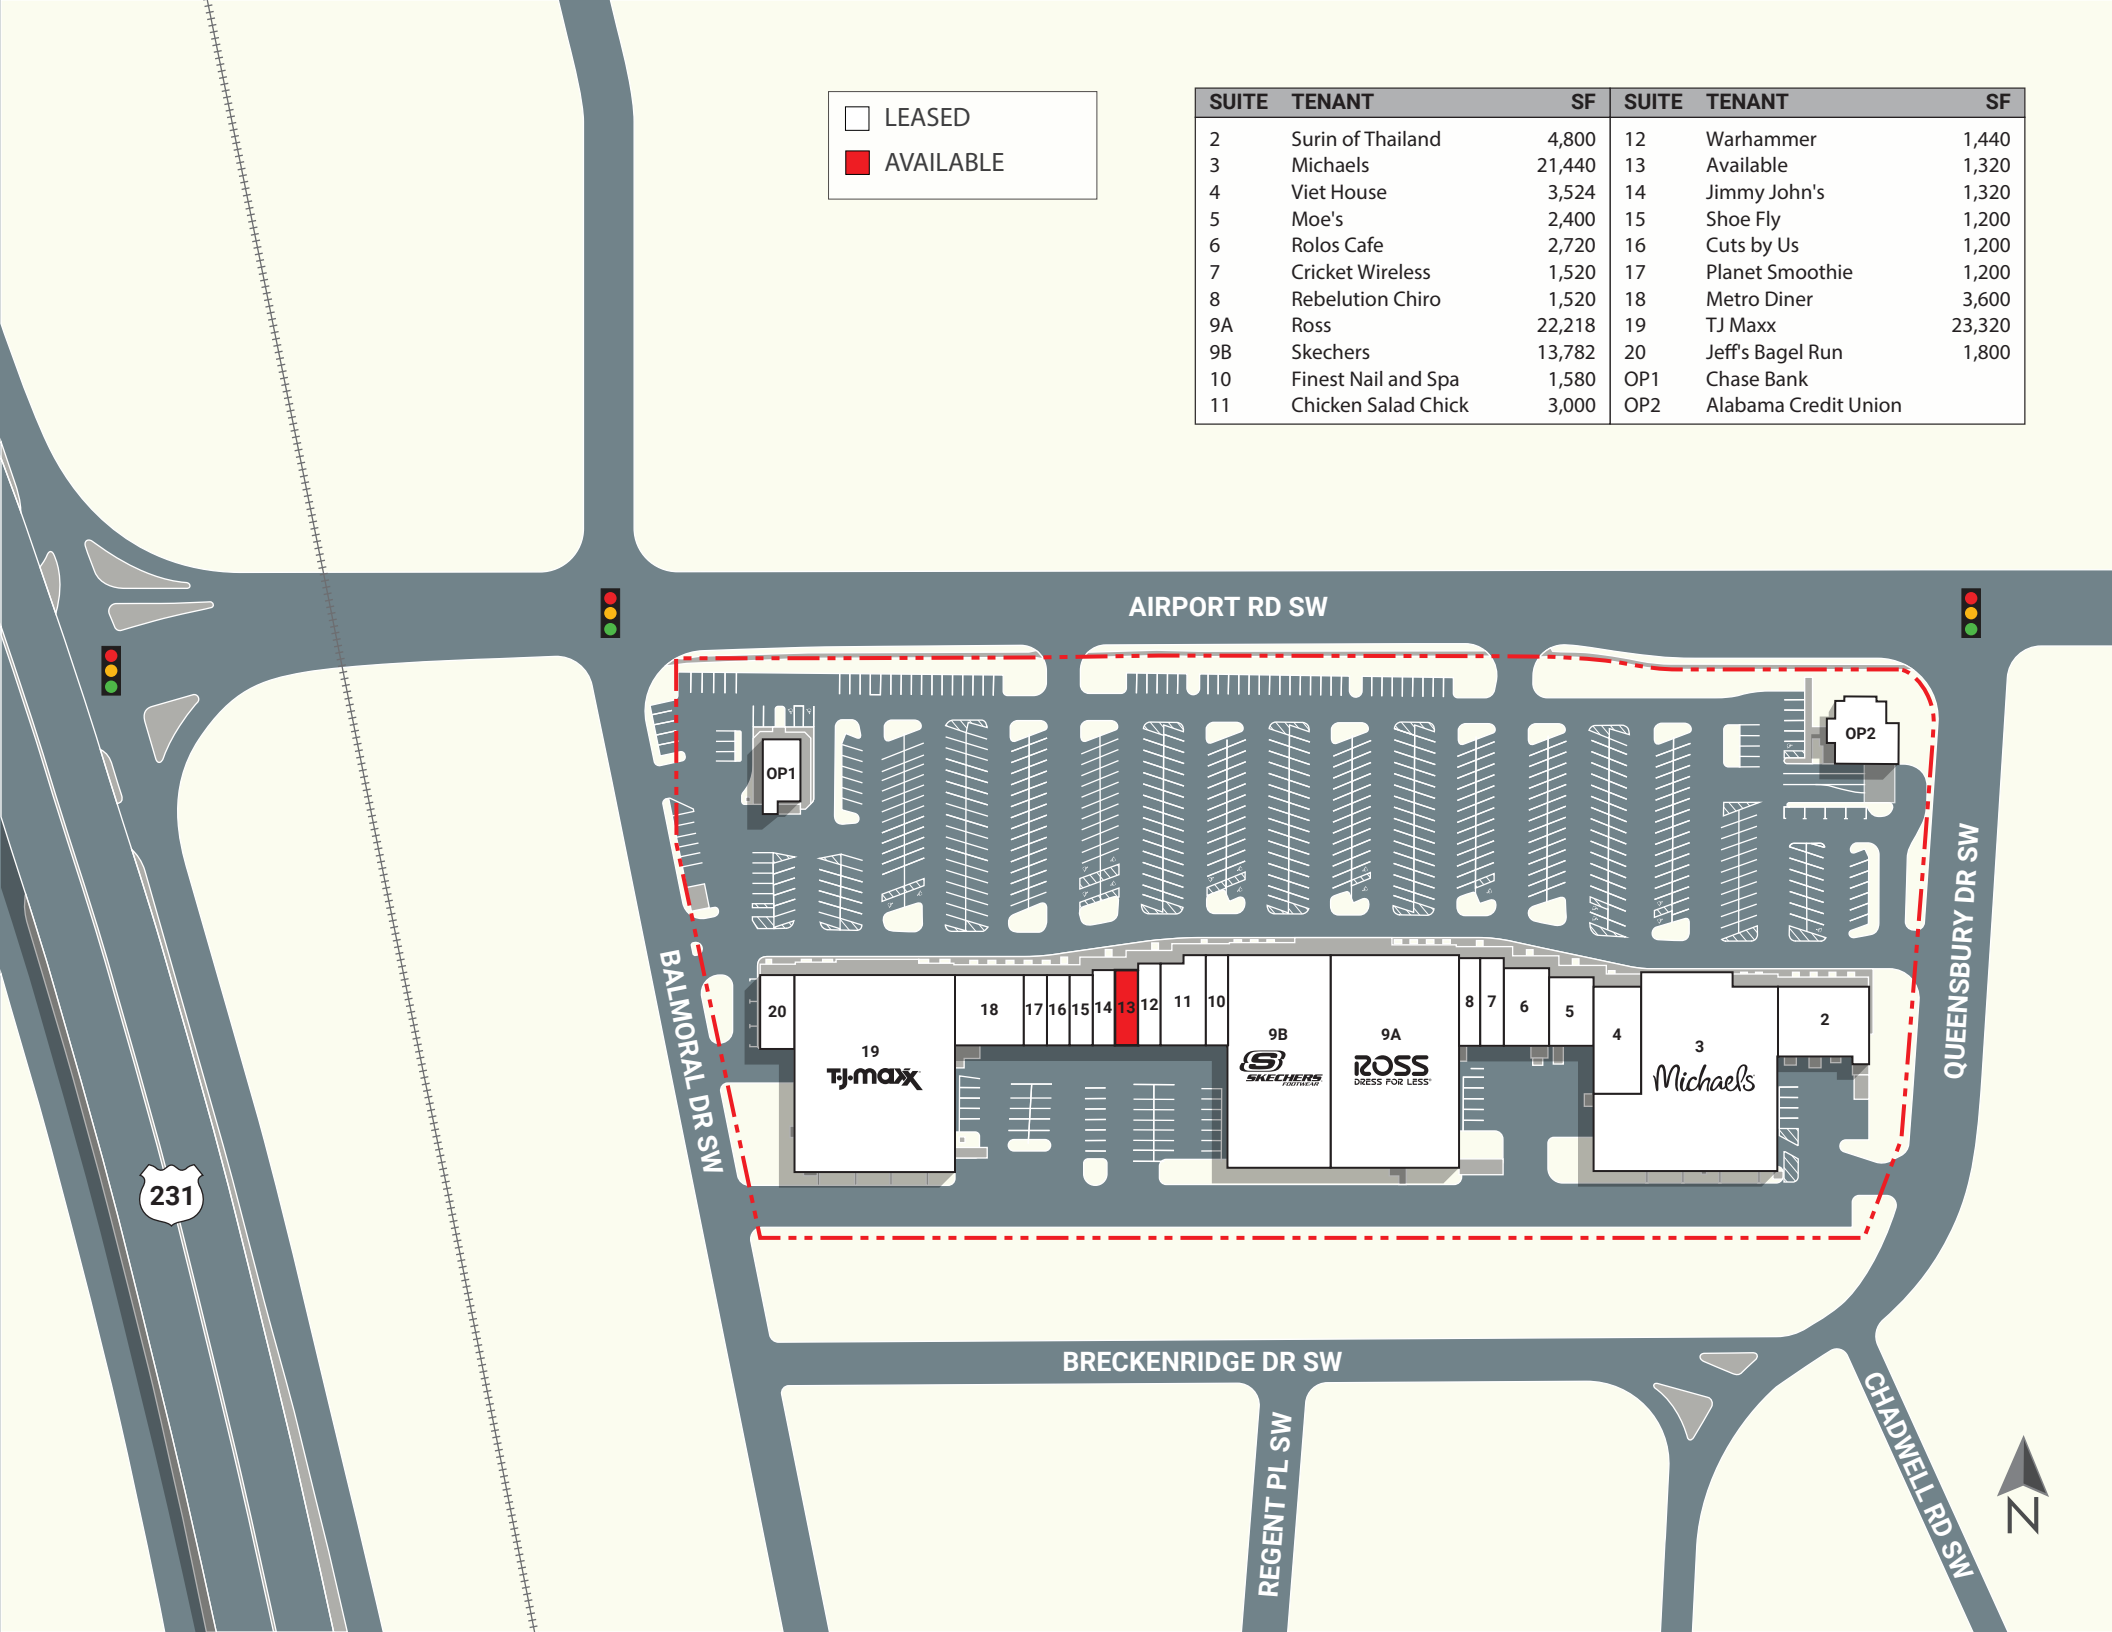 LEASED
AVAILABLE
SUITE TENANT SF SUITE TENANT SF
2 Surin of Thailand 4,800 12 Warhammer 1,440
3 Michaels 21,440 13 Available 1,320
4 Viet House 3,524 14 Jimmy John's 1,320
5 Moe's 2,400 15 Shoe Fly 1,200
6 Rolos Cafe 2,720 16 Cuts by Us 1,200
7 Cricket Wireless 1,520 17 Planet Smoothie 1,200
8 Rebelution Chiro 1,520 18 Metro Diner 3,600
9A Ross 22,218 19 TJ Maxx 23,320
9B Skechers 13,782 20 Jeff's Bagel Run 1,800
10 Finest Nail and Spa 1,580 OP1 Chase Bank
11 Chicken Salad Chick 3,000 OP2 Alabama Credit Union
AIRPORT RD SW
OP1
OP2
BALMORAL DR SW
QUEENSBURY DR SW
20
19
T·J·maxx
18
17
16
15
14
13
12
11
10
9B
SKECHERS
FOOTWEAR
9A
ROSS
DRESS FOR LESS
8
7
6
5
4
3
Michaels
2
231
BRECKENRIDGE DR SW
REGENT PL SW
CHADWELL RD SW
N